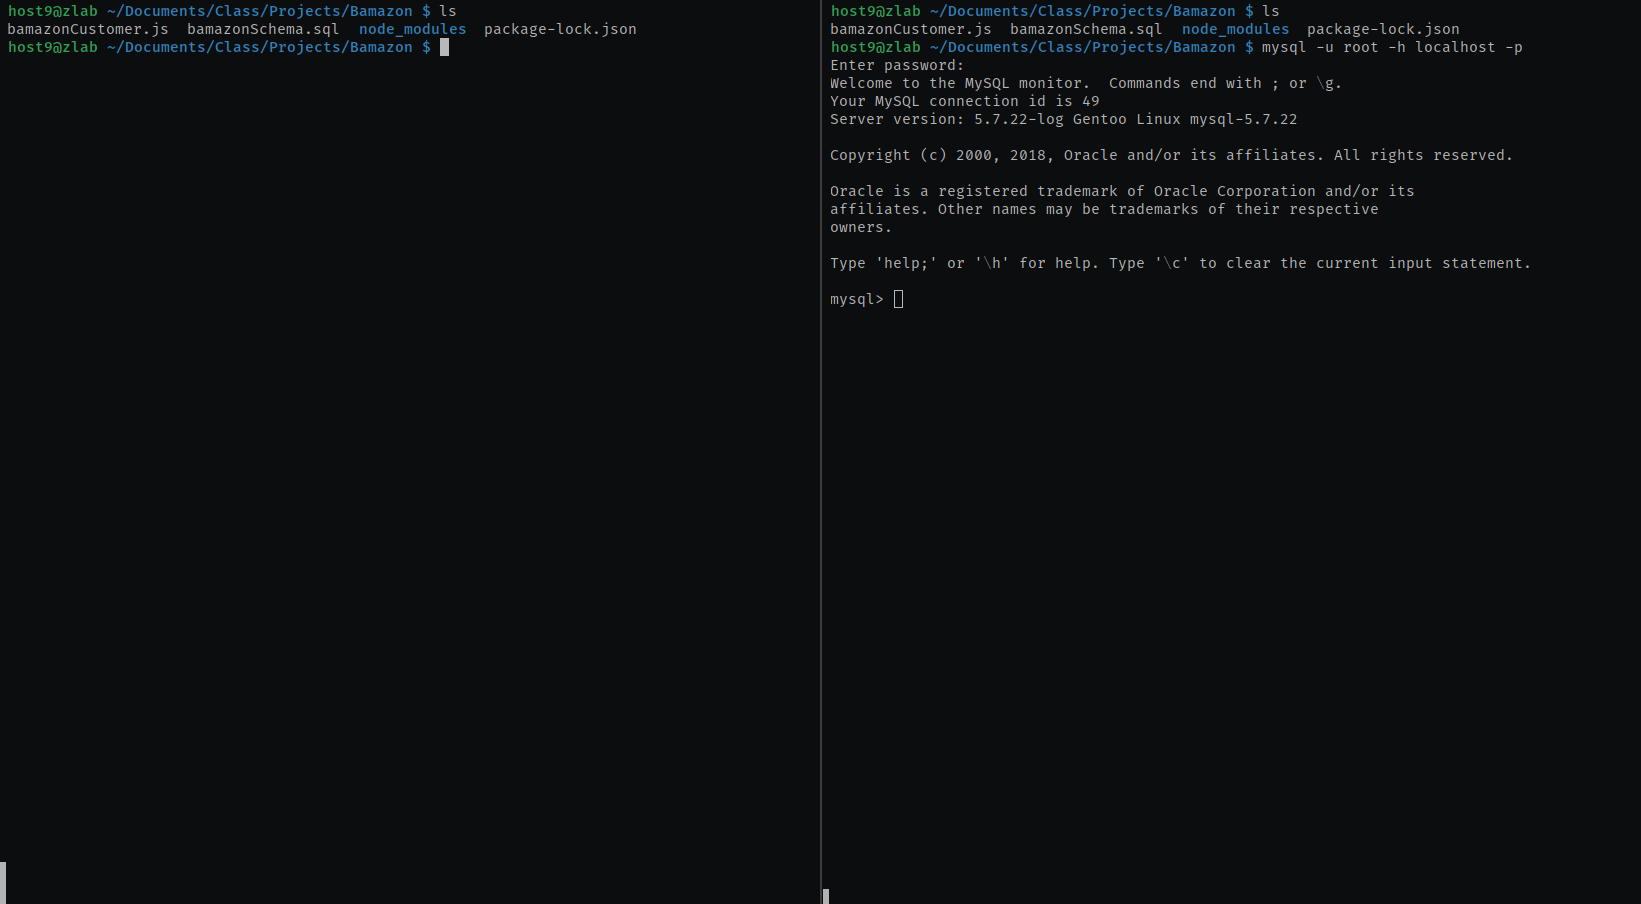 host9@zlab ~/Documents/Class/Projects/Bamazon $ ls
bamazonCustomer.js  bamazonSchema.sql  node_modules  package-lock.json
host9@zlab ~/Documents/Class/Projects/Bamazon $
host9@zlab ~/Documents/Class/Projects/Bamazon $ ls
bamazonCustomer.js  bamazonSchema.sql  node_modules  package-lock.json
host9@zlab ~/Documents/Class/Projects/Bamazon $ mysql -u root -h localhost -p
Enter password:
Welcome to the MySQL monitor.  Commands end with ; or \g.
Your MySQL connection id is 49
Server version: 5.7.22-log Gentoo Linux mysql-5.7.22
Copyright (c) 2000, 2018, Oracle and/or its affiliates. All rights reserved.
Oracle is a registered trademark of Oracle Corporation and/or its
affiliates. Other names may be trademarks of their respective
owners.
Type 'help;' or '\h' for help. Type '\c' to clear the current input statement.
mysql>